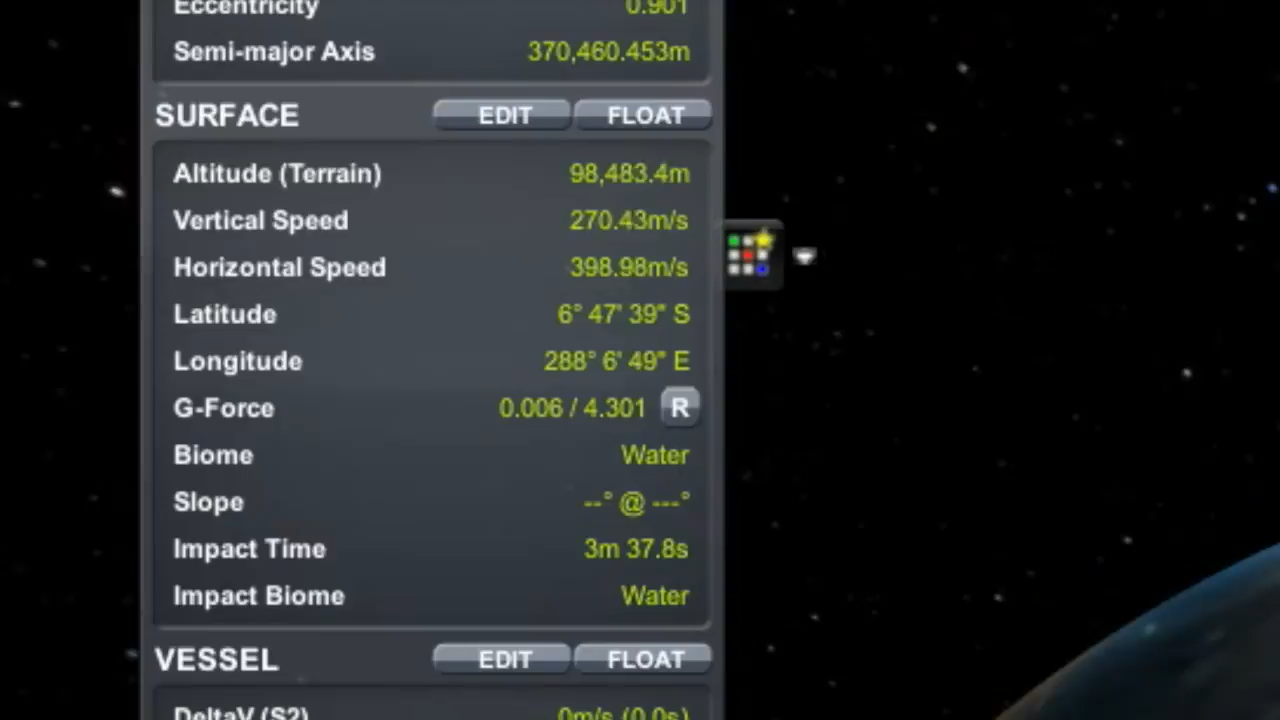 Eccentricity 0.901
Semi-major Axis 370,460.453m
SURFACE EDIT FLOAT
Altitude (Terrain) 98,483.4m
Vertical Speed 270.43m/s
Horizontal Speed 398.98m/s
Latitude 6° 47' 39" S
Longitude 288° 6' 49" E
G-Force 0.006 / 4.301 R
Biome Water
Slope --° @ ---°
Impact Time 3m 37.8s
Impact Biome Water
VESSEL EDIT FLOAT
DeltaV (S2) 0m/s (0.0s)